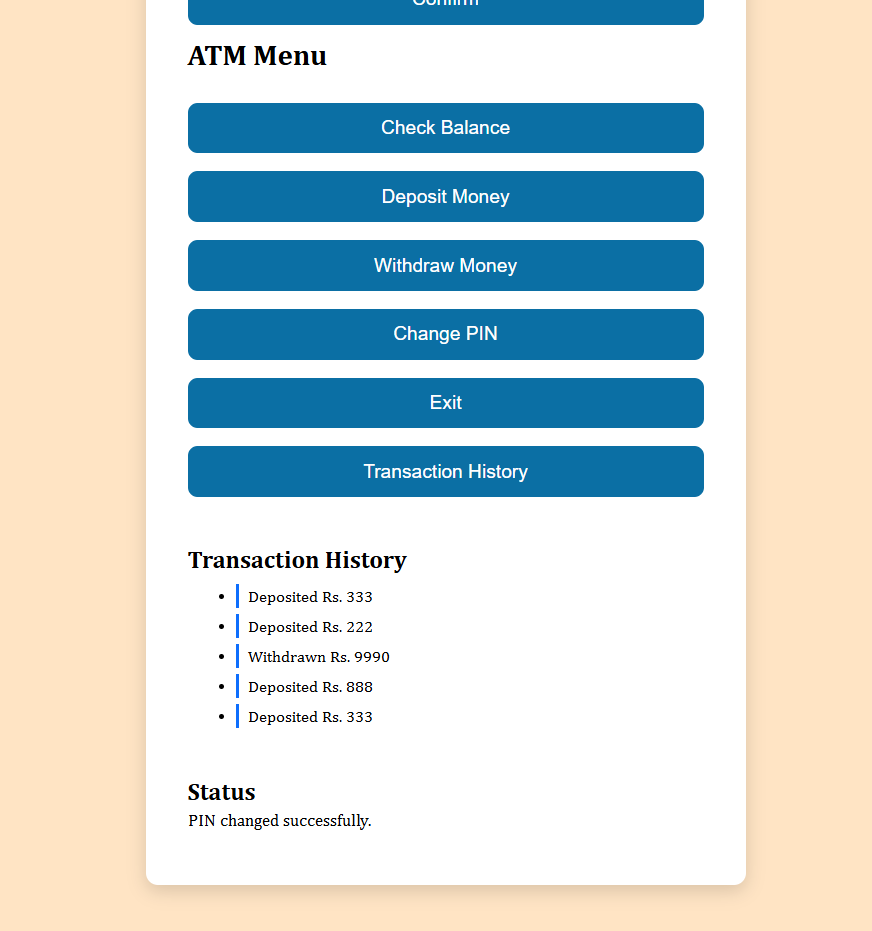 Confirm
ATM Menu
Check Balance
Deposit Money
Withdraw Money
Change PIN
Exit
Transaction History
Transaction History
Deposited Rs. 333
Deposited Rs. 222
Withdrawn Rs. 9990
Deposited Rs. 888
Deposited Rs. 333
Status
PIN changed successfully.